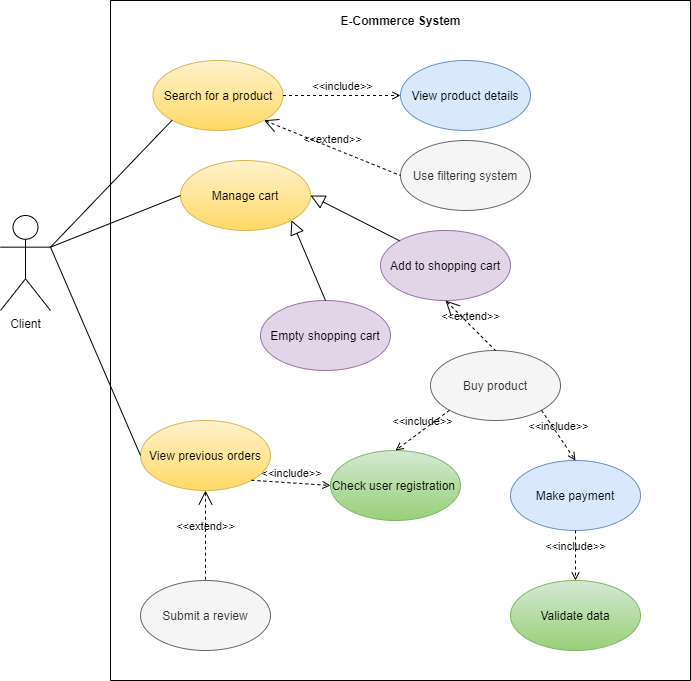 E-Commerce System
Search for a product
<<include>>
View product details
<<extend>>
Use filtering system
Manage cart
Add to shopping cart
Client
<<extend>>
Empty shopping cart
Buy product
<<include>>
<<include>>
View previous orders
<<include>>
Check user registration
Make payment
<<extend>>
<<include>>
Submit a review
Validate data